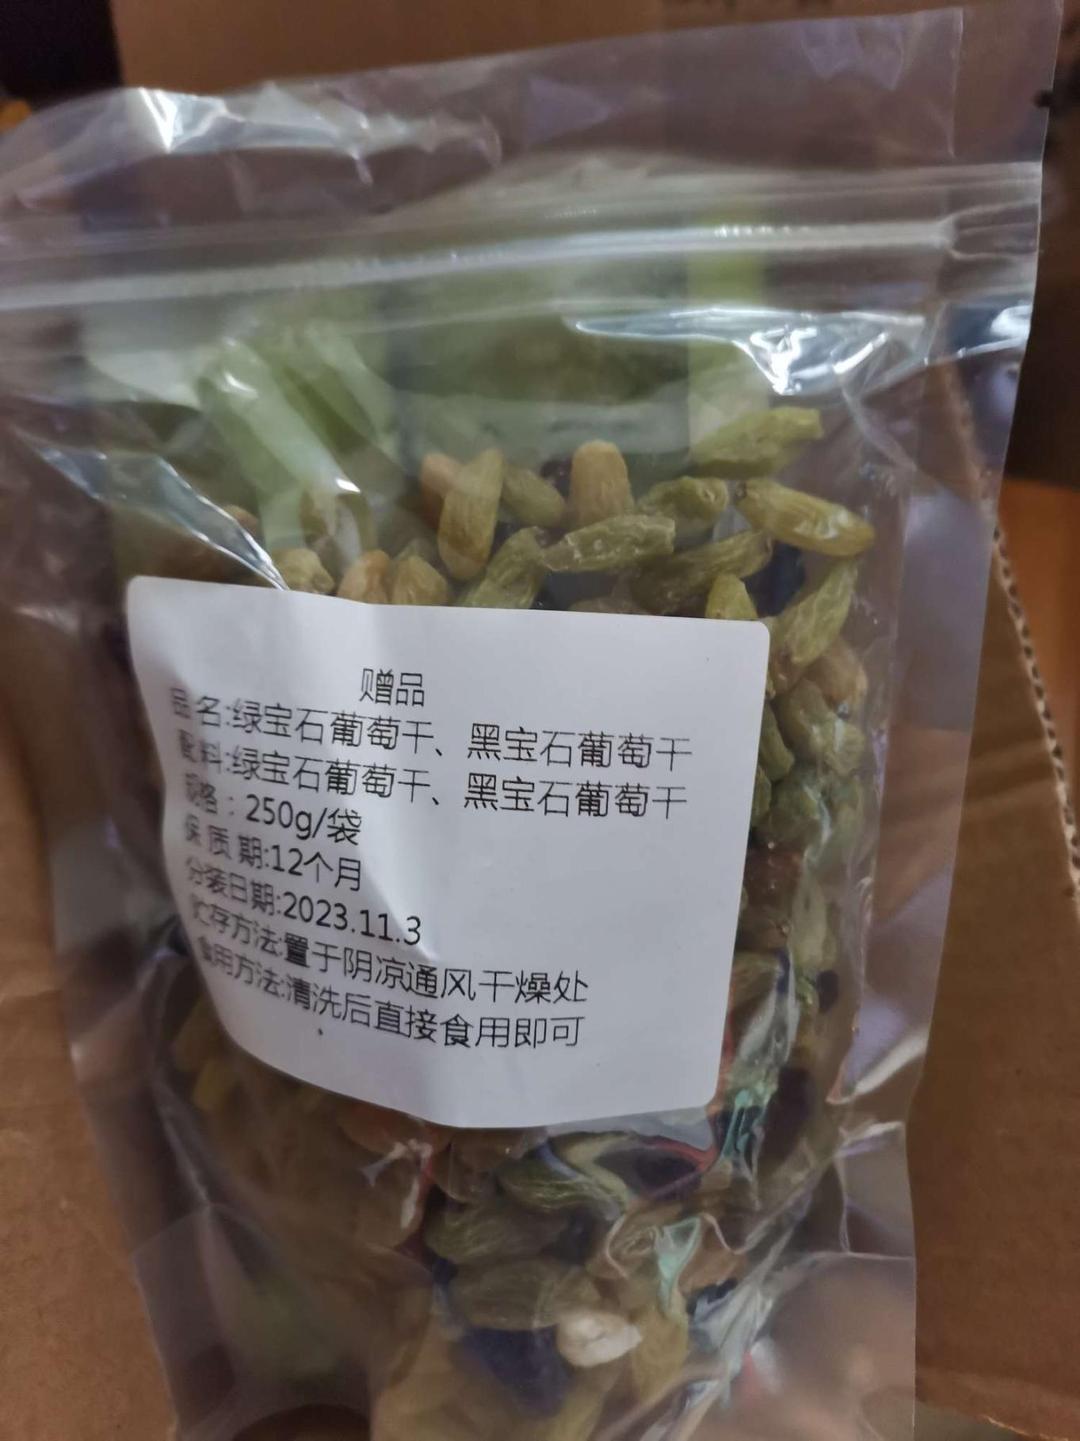 赠品
品名:绿宝石葡萄干、黑宝石葡萄干
配料:绿宝石葡萄干、黑宝石葡萄干
规格：250g/袋
保质期:12个月
分装日期:2023.11.3
贮存方法:置于阴凉通风干燥处
食用方法:清洗后直接食用即可